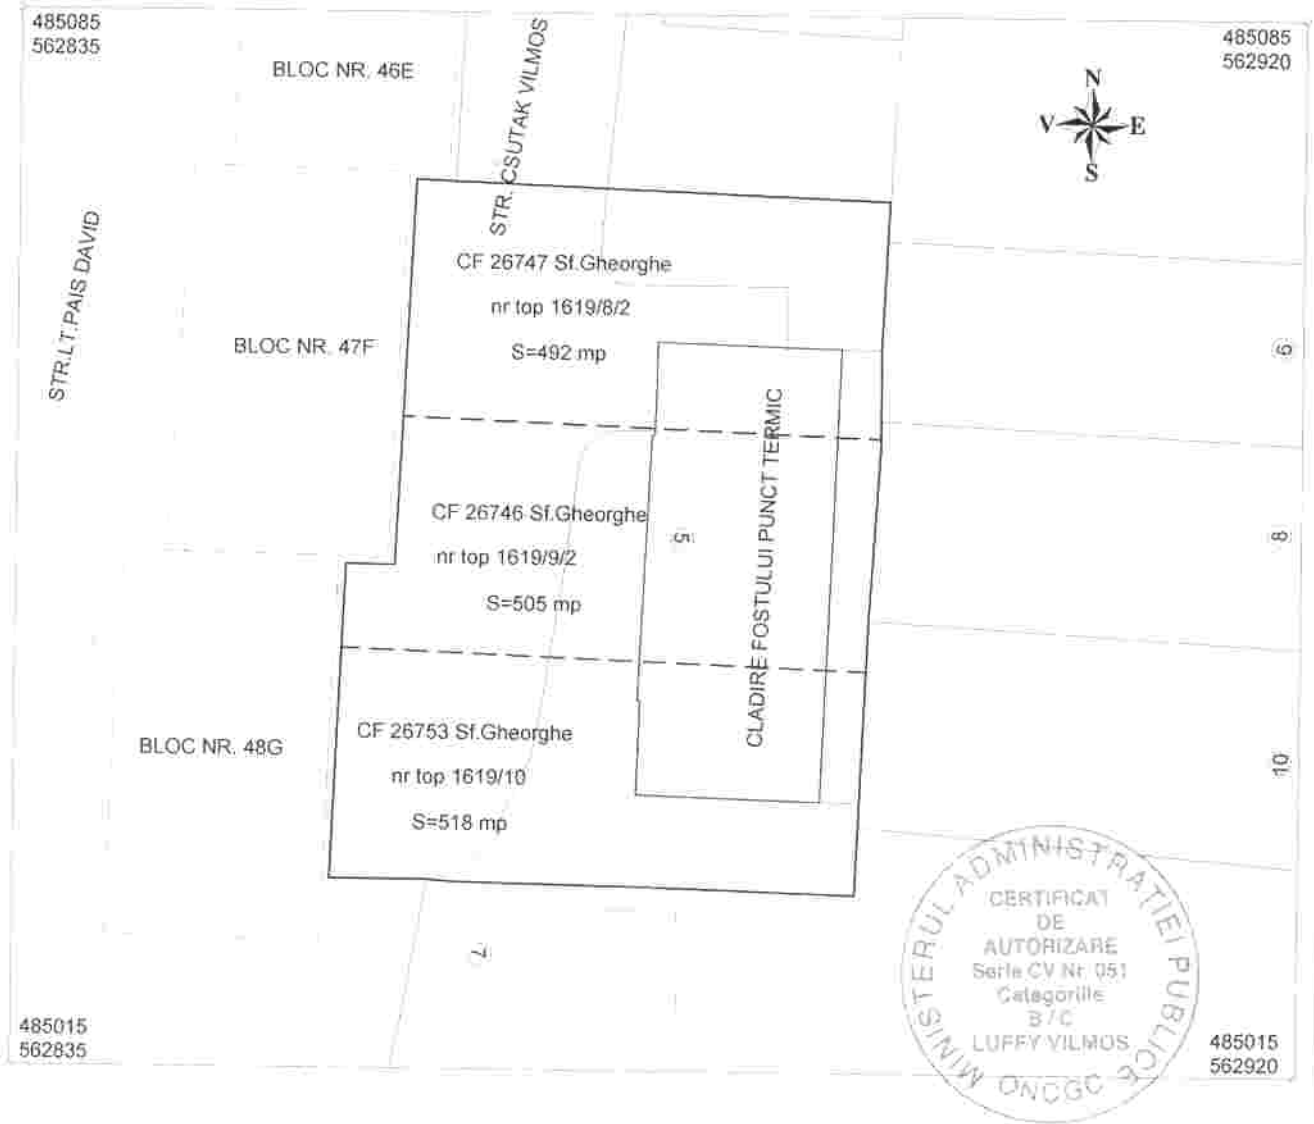 485085
562835
485085
562920
BLOC NR. 46E
STR. CSUTAK VILMOS
N
V
E
S
STR.LT.PAIS DAVID
CF 26747 Sf.Gheorghe
nr top 1619/8/2
S=492 mp
BLOC NR. 47F
6
CLADIRE FOSTULUI PUNCT TERMIC
CF 26746 Sf.Gheorghe
nr top 1619/9/2
S=505 mp
5
8
CF 26753 Sf.Gheorghe
nr top 1619/10
S=518 mp
BLOC NR. 48G
10
7
MINISTERUL ADMINISTRATIEI PUBLICE
CERTIFICAT
DE
AUTORIZARE
Serie CV Nr. 051
Categoriile
B / C
LUFFY VILMOS
ONCGC
485015
562835
485015
562920